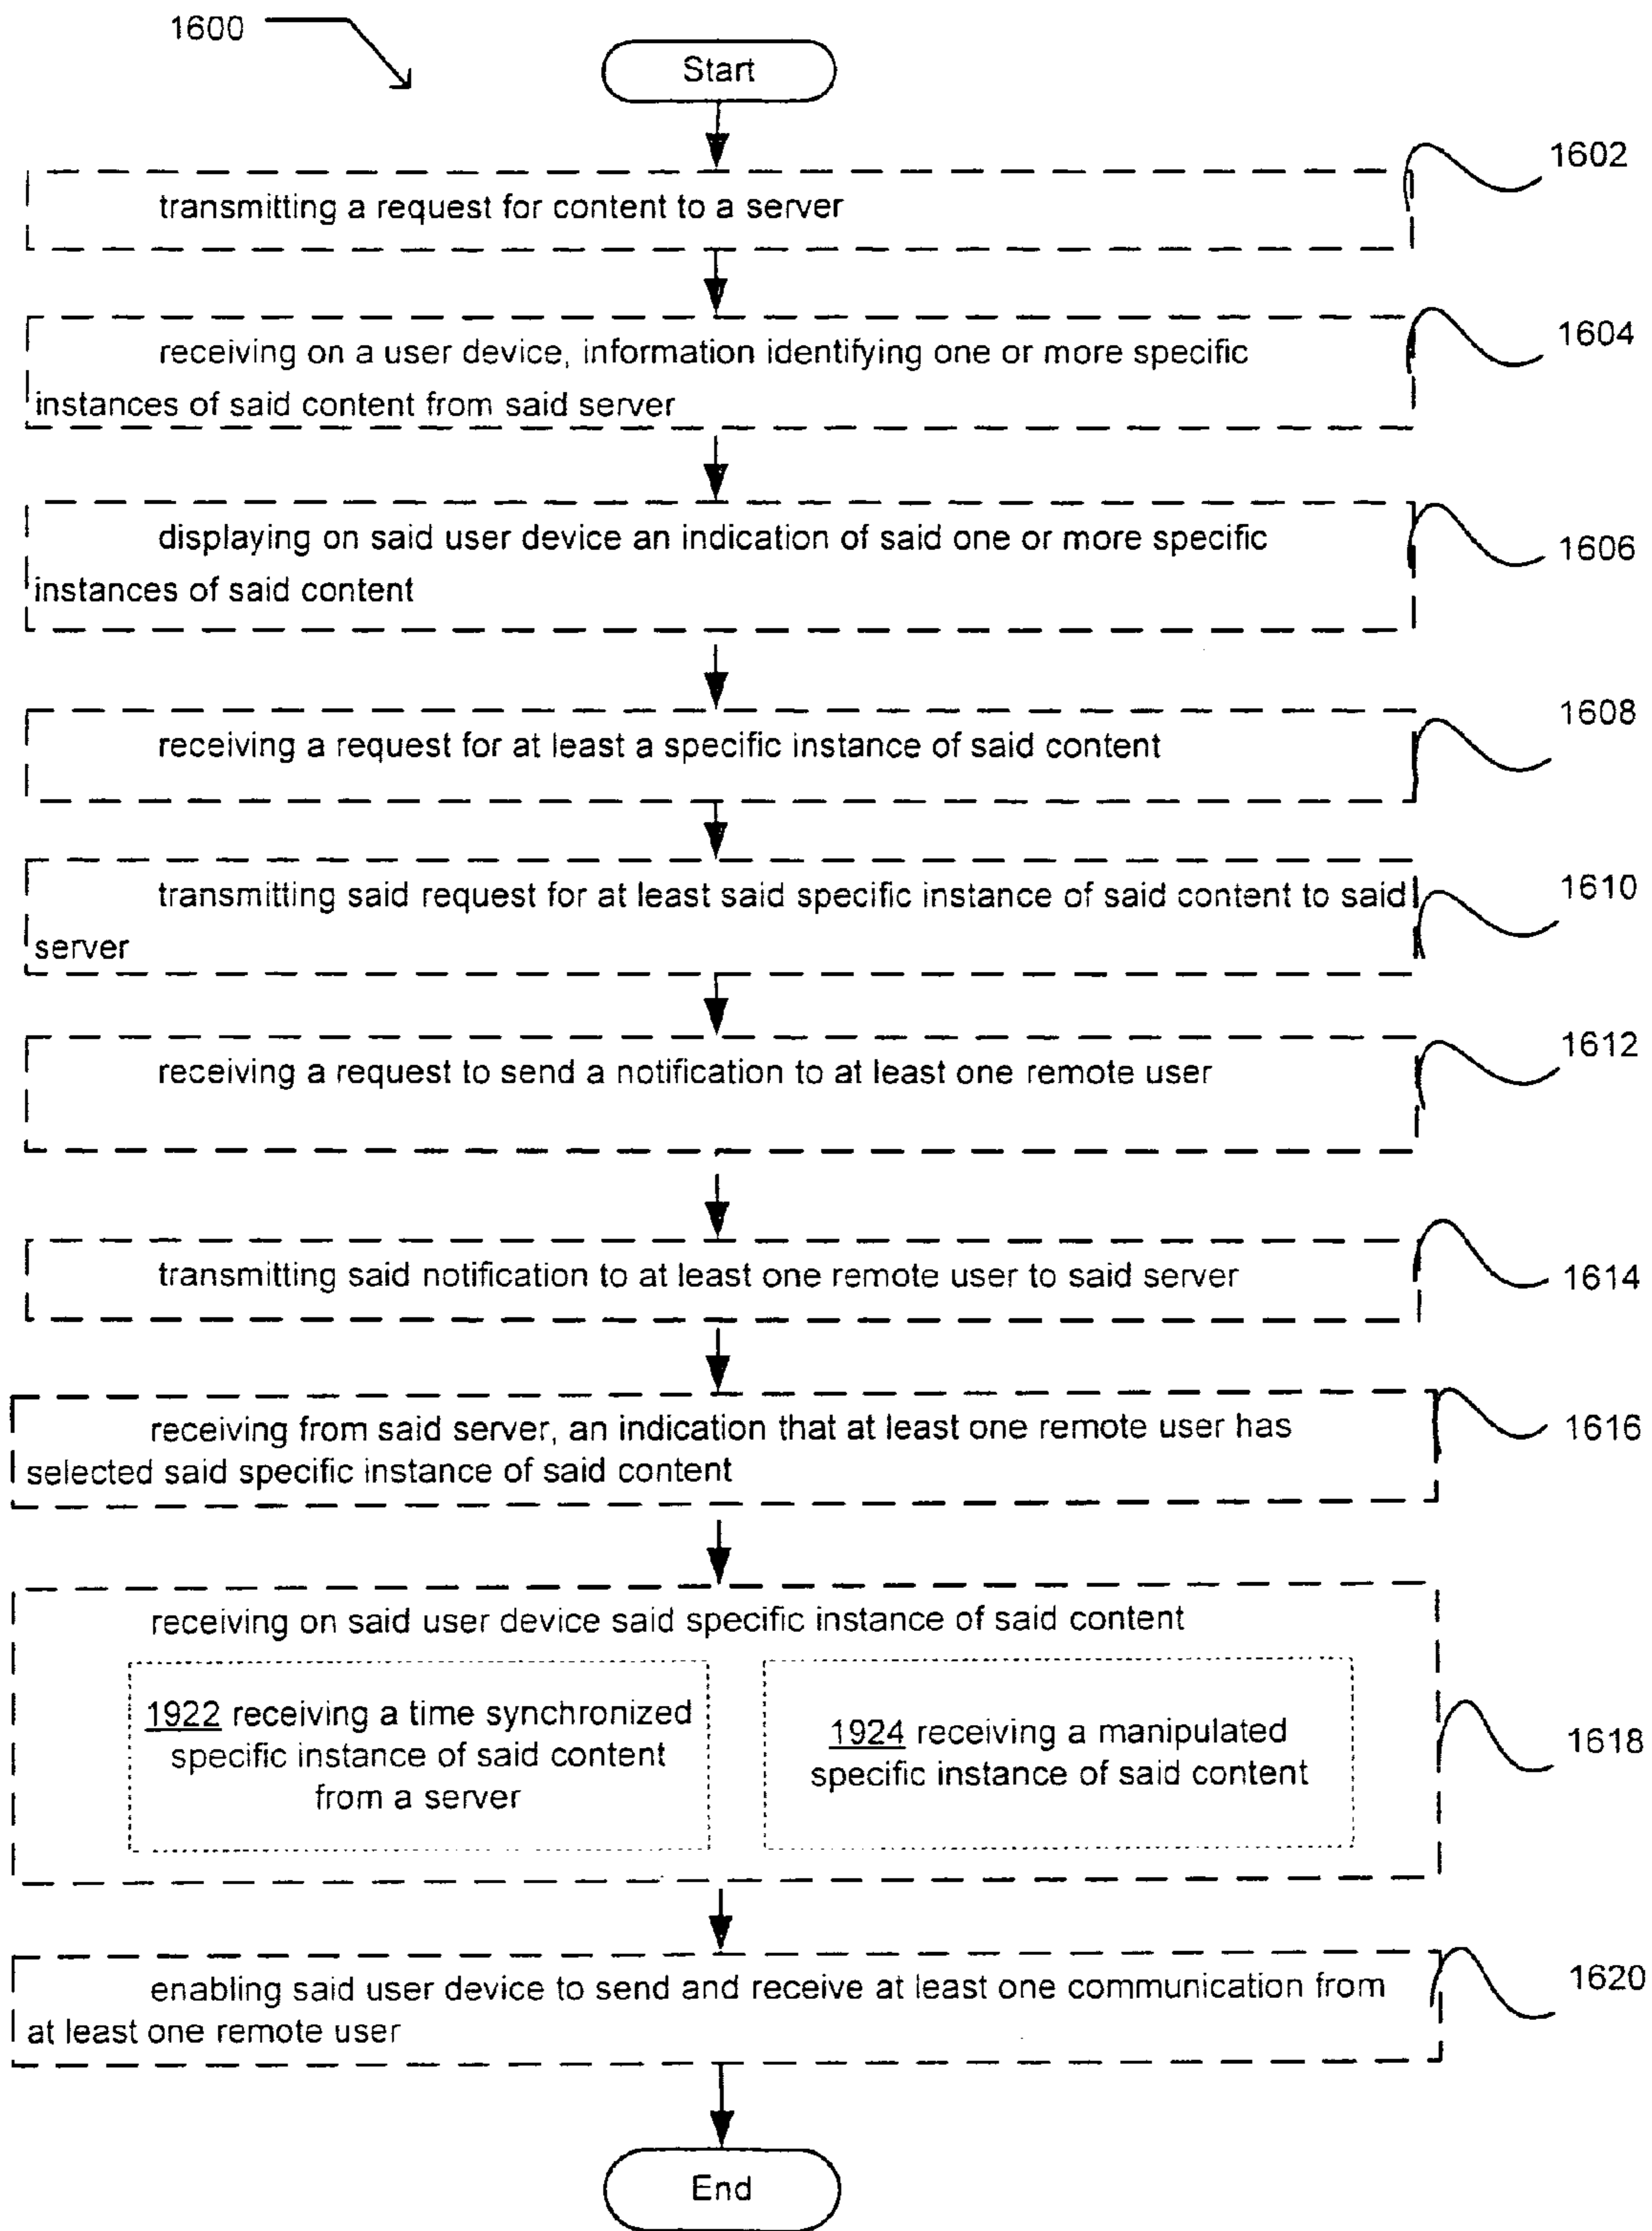 1600
Start
1602
transmitting a request for content to a server
1604
receiving on a user device, information identifying one or more specific
instances of said content from said server
1606
displaying on said user device an indication of said one or more specific
instances of said content
1608
receiving a request for at least a specific instance of said content
1610
transmitting said request for at least said specific instance of said content to said
server
1612
receiving a request to send a notification to at least one remote user
1614
transmitting said notification to at least one remote user to said server
1616
receiving from said server, an indication that at least one remote user has
selected said specific instance of said content
1618
receiving on said user device said specific instance of said content
1922 receiving a time synchronized
specific instance of said content
from a server
1924 receiving a manipulated
specific instance of said content
1620
enabling said user device to send and receive at least one communication from
at least one remote user
End